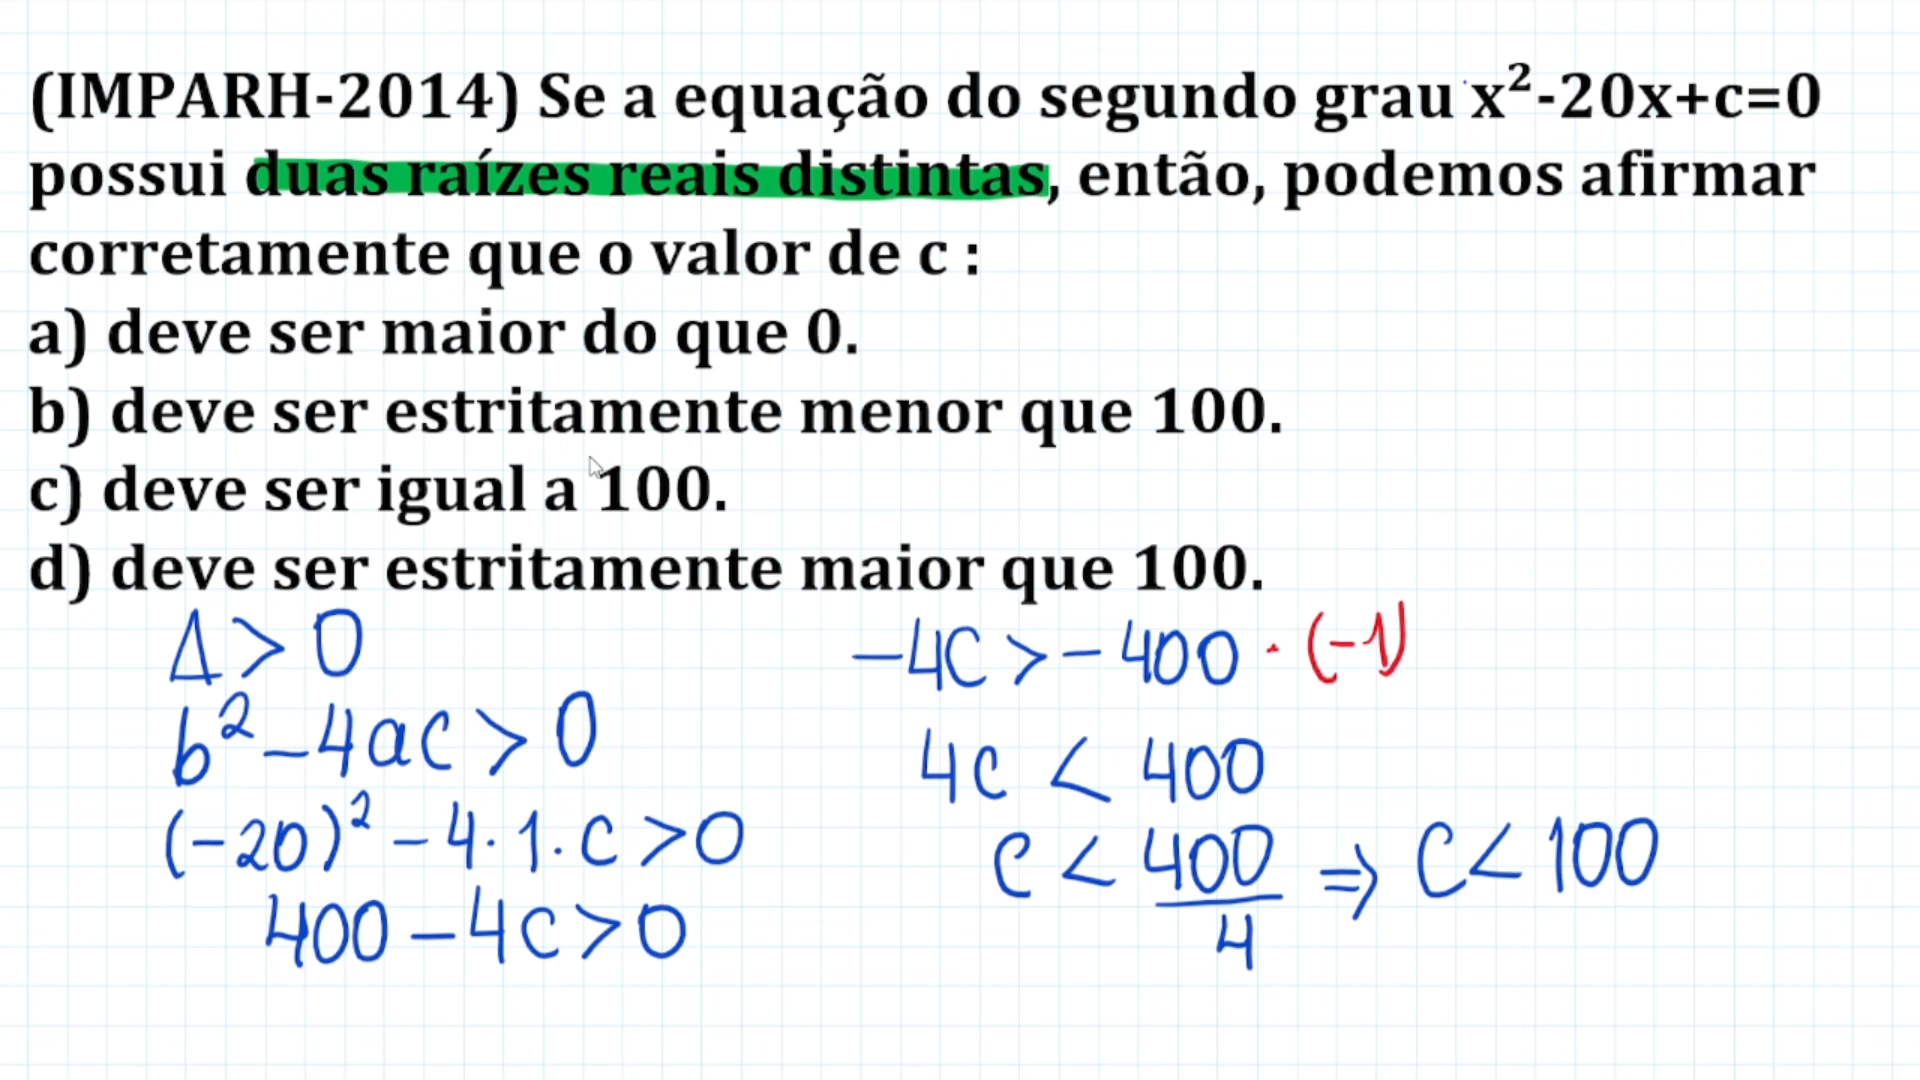 (IMPARH-2014) Se a equação do segundo grau x²-20x+c=0
possui duas raízes reais distintas, então, podemos afirmar
corretamente que o valor de c :
a) deve ser maior do que 0.
b) deve ser estritamente menor que 100.
c) deve ser igual a 100.
d) deve ser estritamente maior que 100.
Δ > 0
b² - 4ac > 0
(-20)² - 4·1·c > 0
400 - 4c > 0
-4c > -400 · (-1)
4c < 400
c < 400/4 ⇒ c < 100